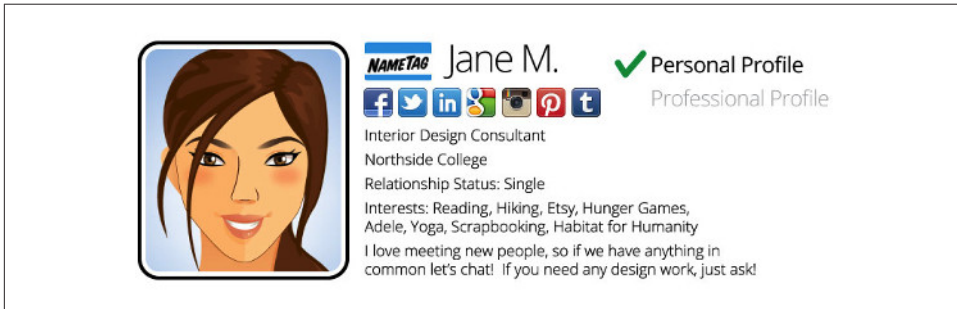 NAMETAG Jane M.
Personal Profile
Professional Profile
f in g p t
Interior Design Consultant
Northside College
Relationship Status: Single
Interests: Reading, Hiking, Etsy, Hunger Games,
Adele, Yoga, Scrapbooking, Habitat for Humanity
I love meeting new people, so if we have anything in
common let's chat!  If you need any design work, just ask!